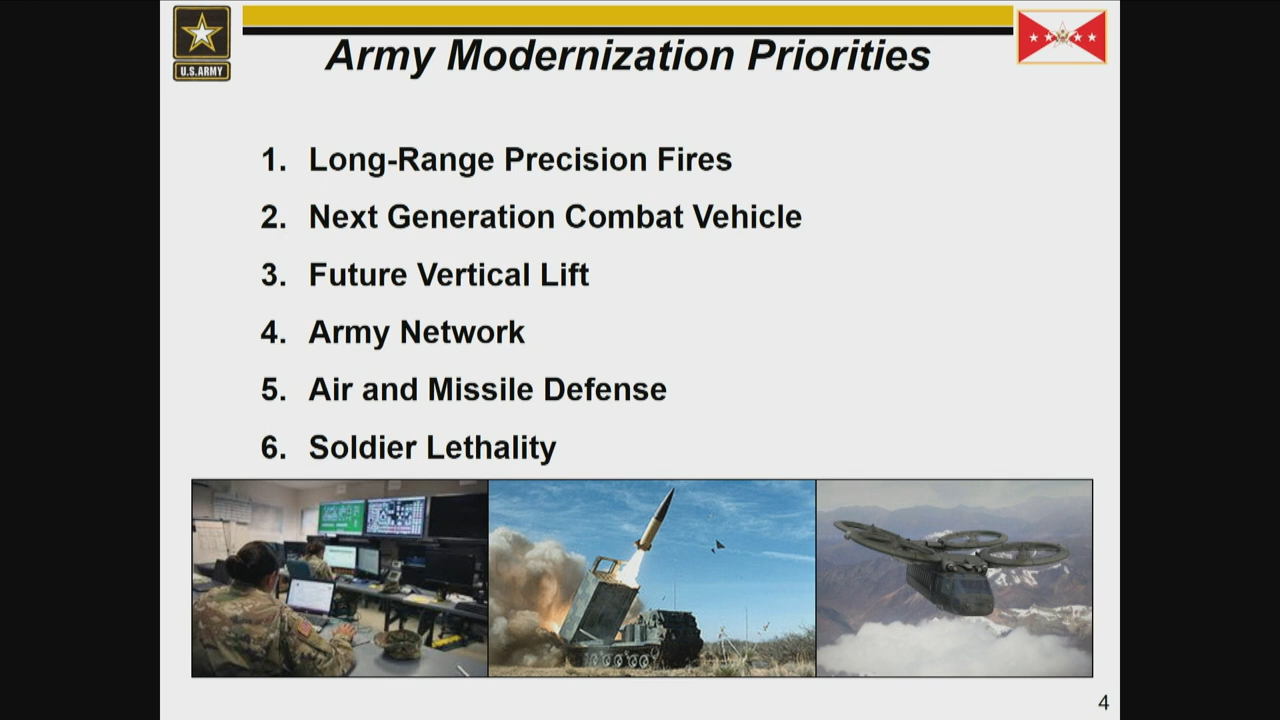 U.S.ARMY
Army Modernization Priorities
1. Long-Range Precision Fires
2. Next Generation Combat Vehicle
3. Future Vertical Lift
4. Army Network
5. Air and Missile Defense
6. Soldier Lethality
4